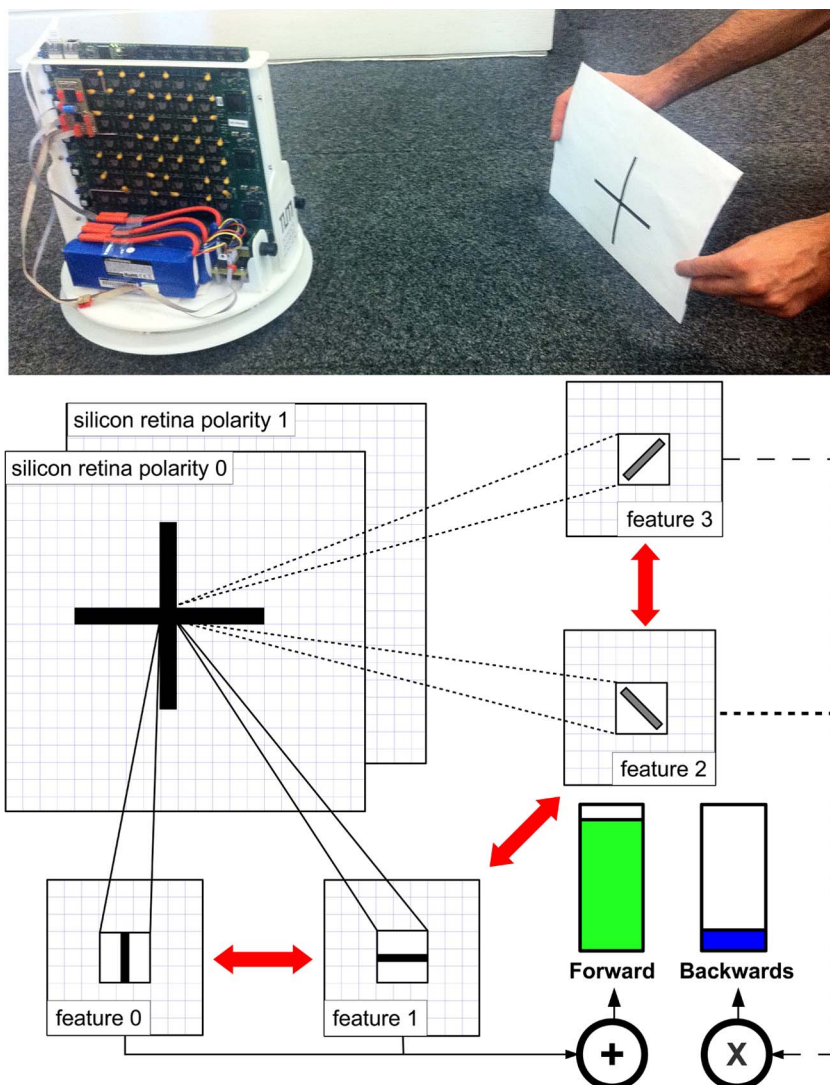 silicon retina polarity 1
silicon retina polarity 0
feature 3
feature 2
feature 0
feature 1
Forward
Backwards
+
X